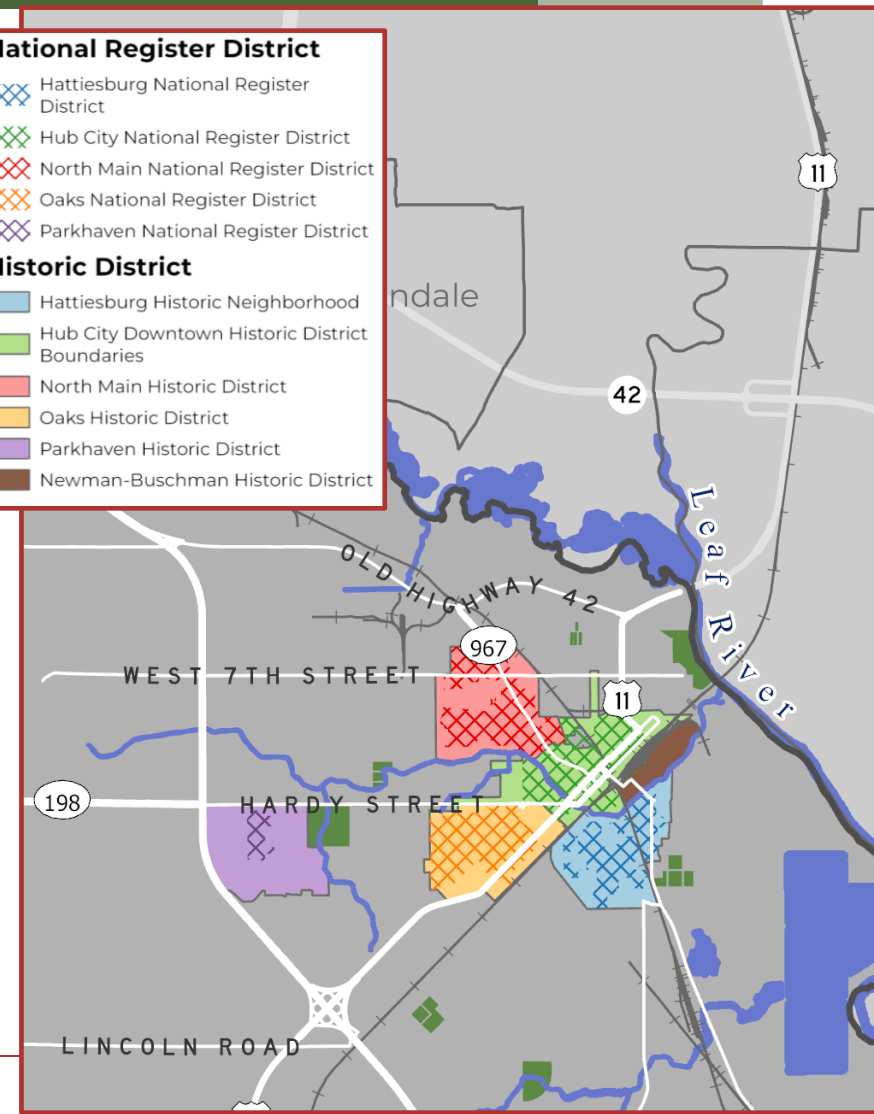 National Register District
Hattiesburg National Register
District
Hub City National Register District
North Main National Register District
Oaks National Register District
Parkhaven National Register District
Historic District
Hattiesburg Historic Neighborhood
Hub City Downtown Historic District
Boundaries
North Main Historic District
Oaks Historic District
Parkhaven Historic District
Newman-Buschman Historic District
11
ndale
42
Leaf River
OLD HIGHWAY 42
967
WEST 7TH STREET
11
198
HARDY STREET
LINCOLN ROAD